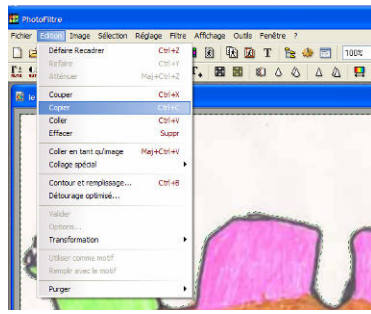 PhotoFiltre
Fichier Edition Image Sélection Réglage Filtre Affichage Outils Fenêtre ?
Défaire Recadrer Ctrl+Z
Refaire Ctrl+Y
Atténuer Maj+Ctrl+Z
100%
Couper Ctrl+X
Copier Ctrl+C
le
Coller Ctrl+V
Effacer Suppr
Coller en tant qu'image Maj+Ctrl+V
Collage spécial
Contour et remplissage... Ctrl+B
Détourage optimisé...
Valider
Options...
Transformation
Utiliser comme motif
Remplir avec le motif
Purger